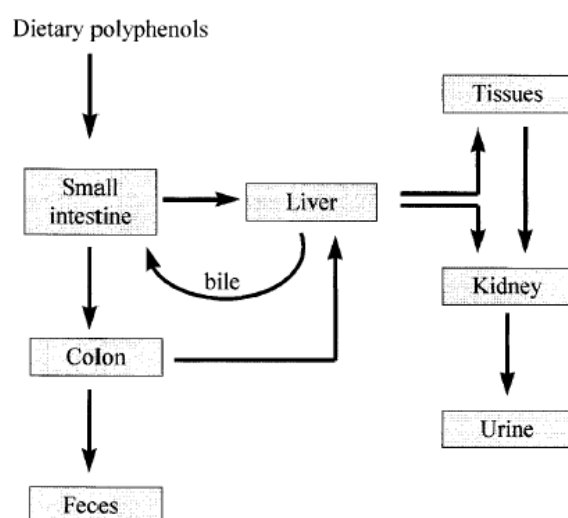 Dietary polyphenols
Tissues
Small
intestine
Liver
bile
Kidney
Colon
Urine
Feces